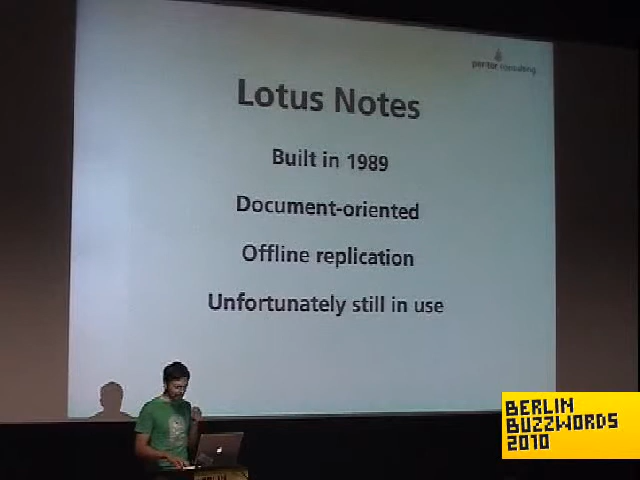 Lotus Notes
Built in 1989
Document-oriented
Offline replication
Unfortunately still in use
BERLIN
BUZZWORDS
2010